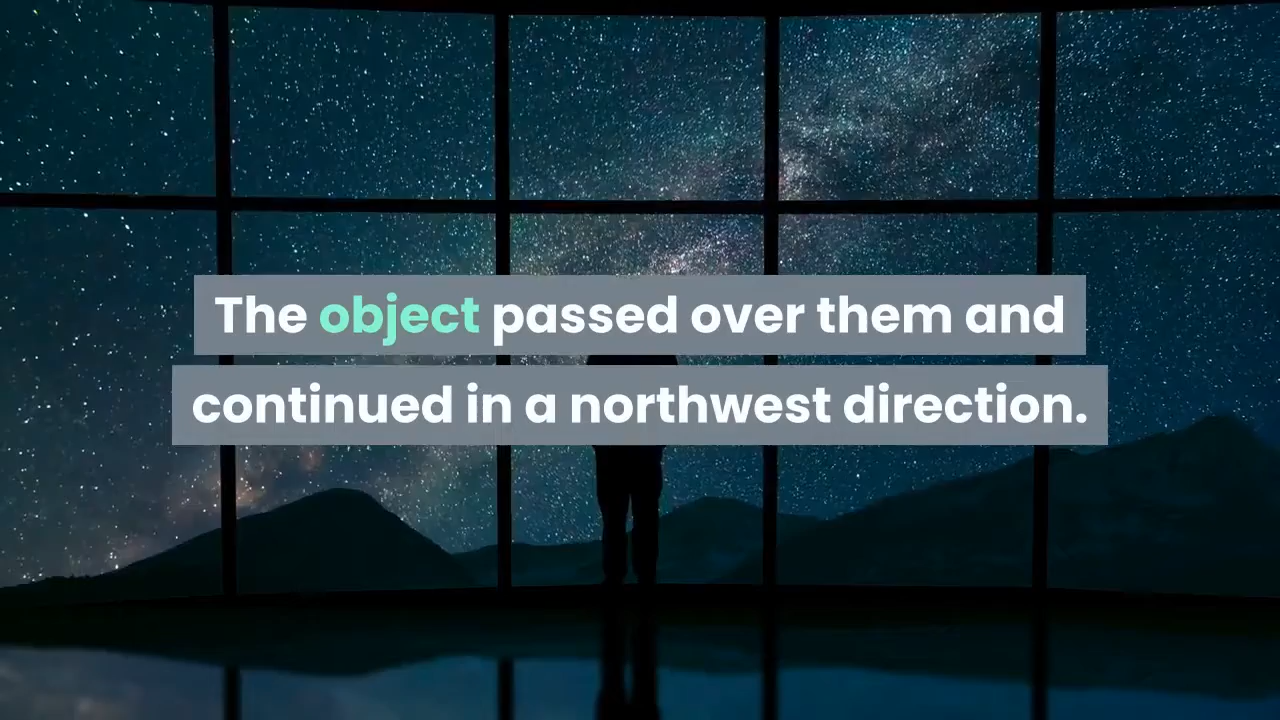 The object passed over them and
continued in a northwest direction.